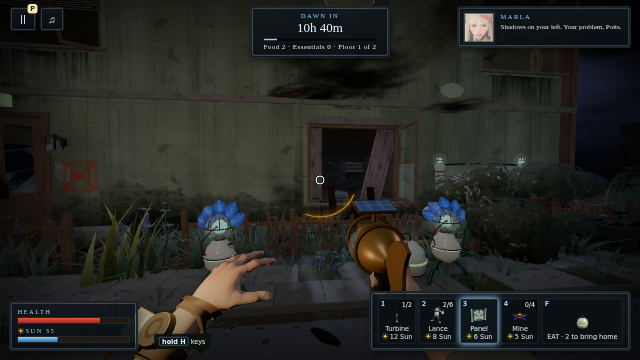 P
DAWN IN
10h 40m
Food 2 · Essentials 0 · Floor 1 of 2
MARLA
Shadows on your left. Your problem, Potts.
HEALTH
SUN 35
hold H keys
1 1/2
Turbine
12 Sun
2 2/6
Lance
8 Sun
3
Panel
6 Sun
4 0/4
Mine
5 Sun
F
EAT · 2 to bring home